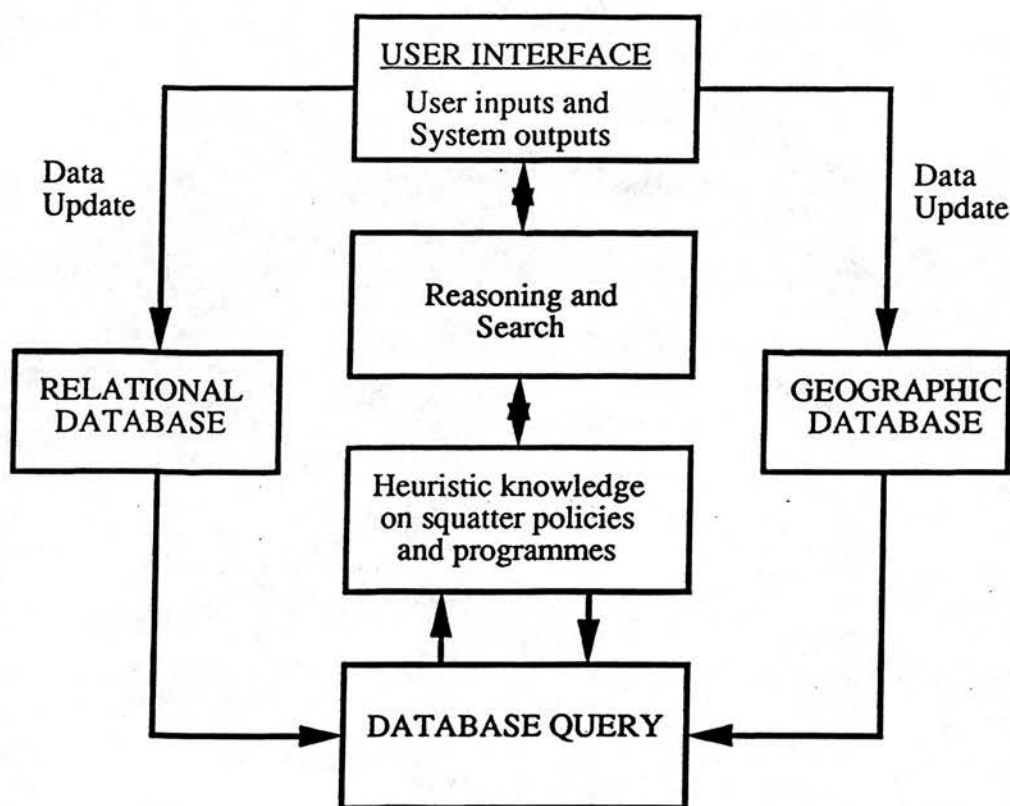 USER INTERFACE
User inputs and
System outputs
Data
Update
Data
Update
Reasoning and
Search
RELATIONAL
DATABASE
GEOGRAPHIC
DATABASE
Heuristic knowledge
on squatter policies
and programmes
DATABASE QUERY